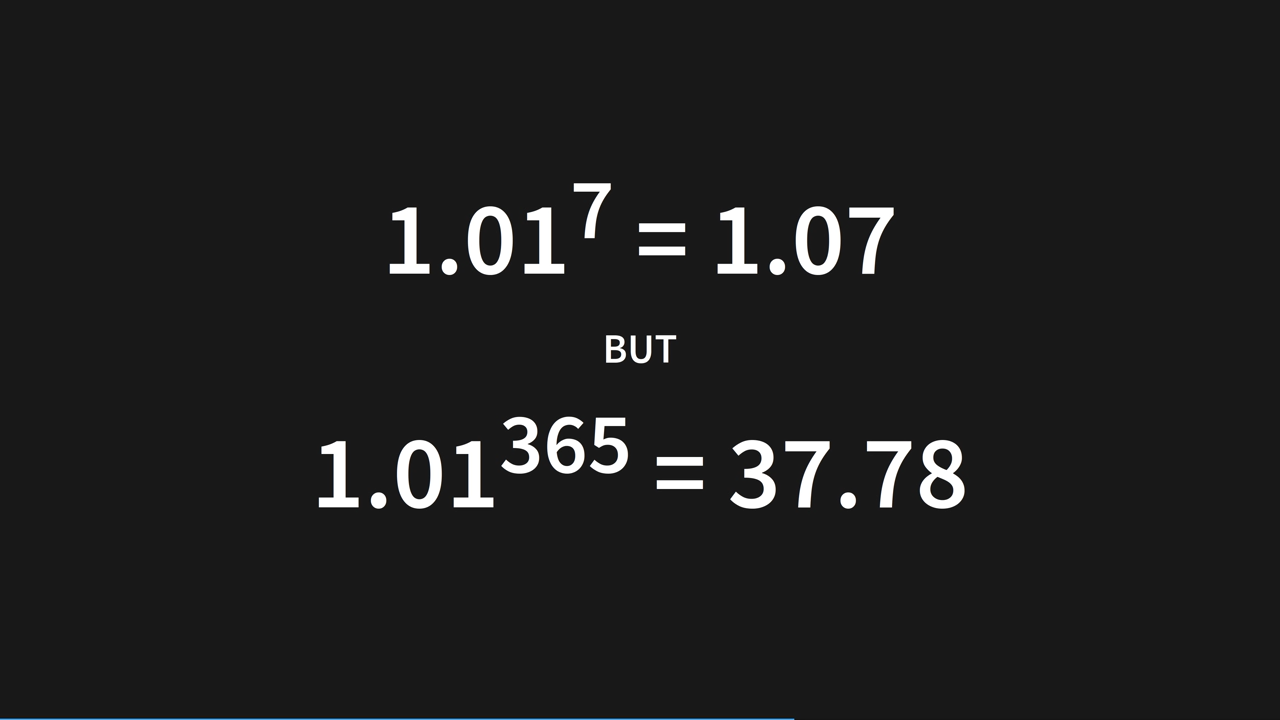 1.01⁷ = 1.07
BUT
1.01³⁶⁵ = 37.78